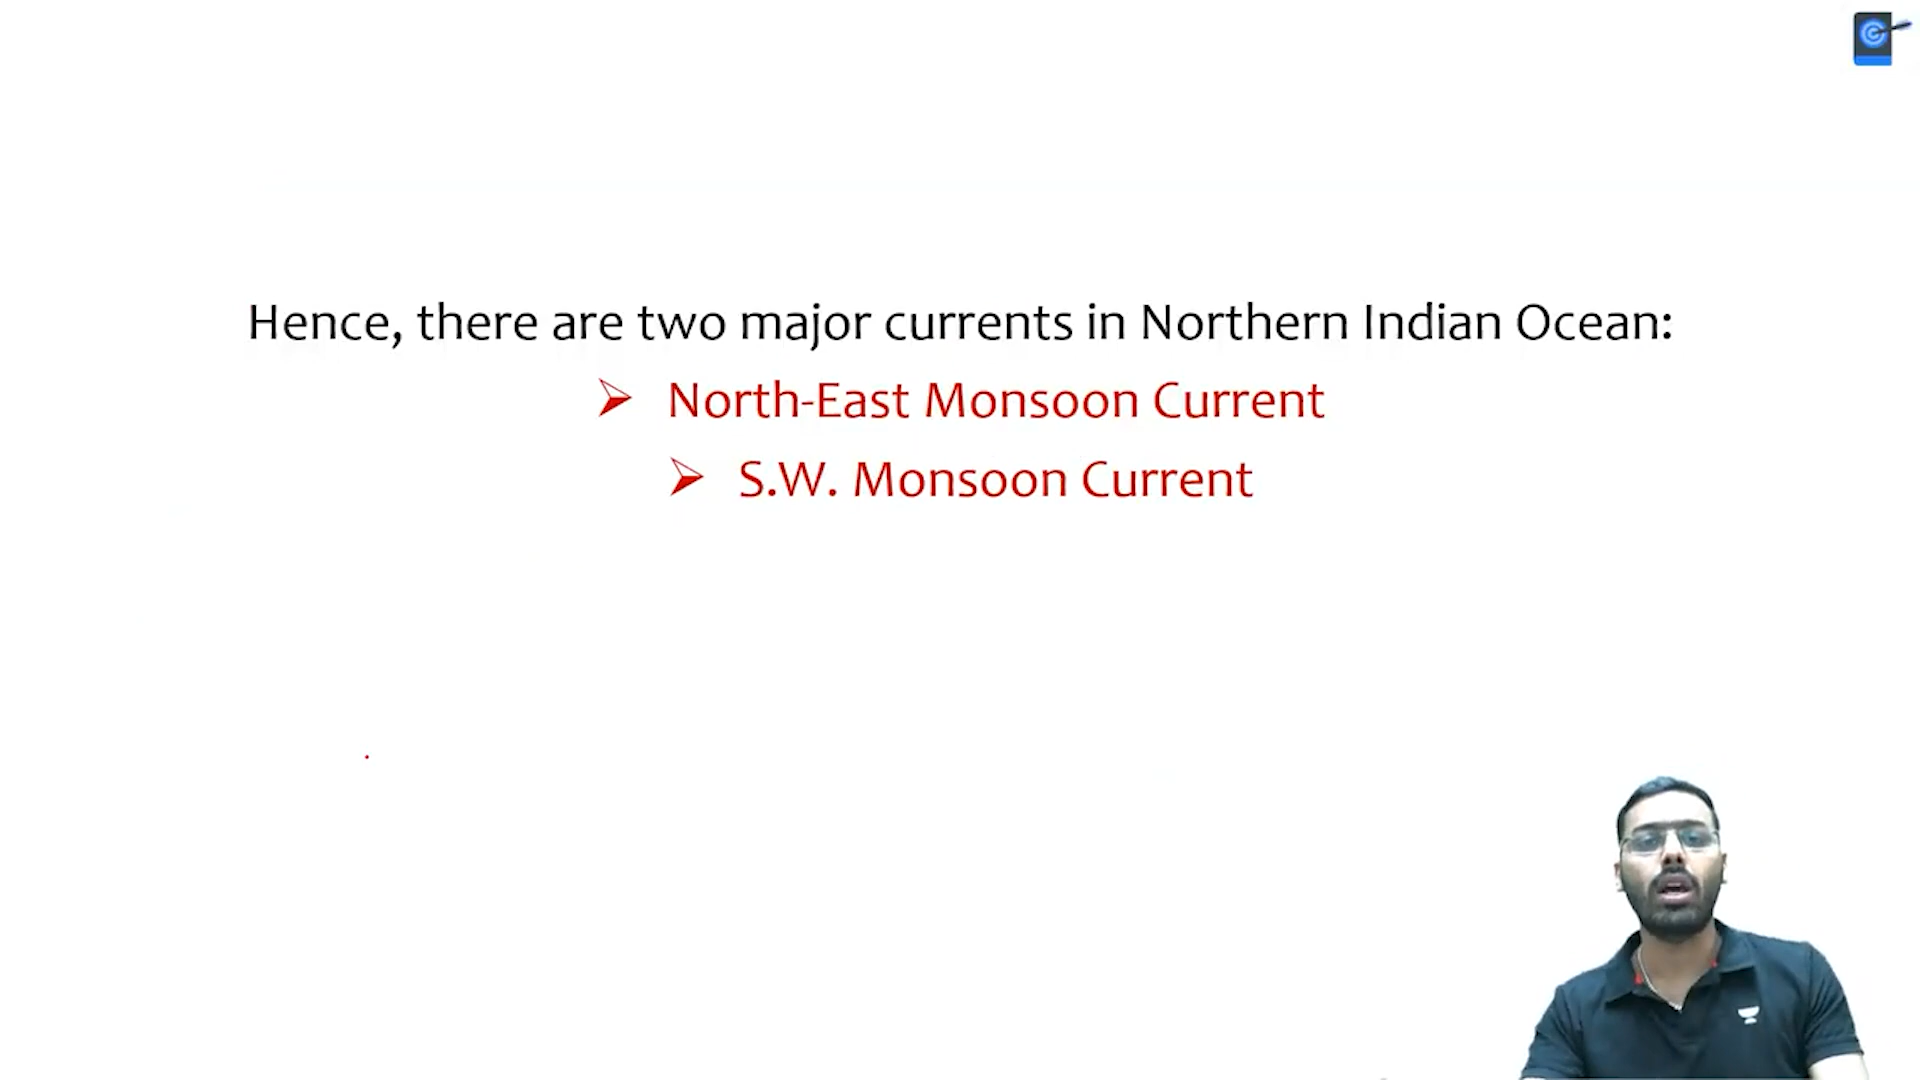 Hence, there are two major currents in Northern Indian Ocean:
North-East Monsoon Current
S.W. Monsoon Current